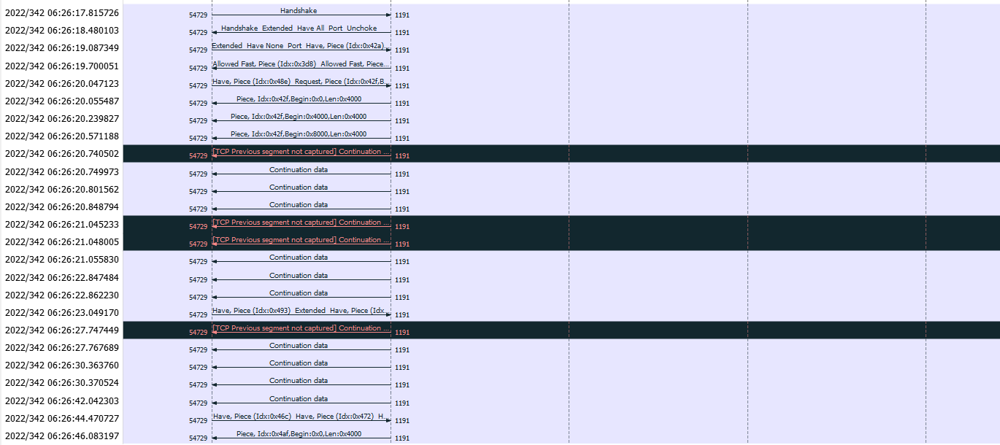 2022/342 06:26:17.815726 54729 Handshake 1191
2022/342 06:26:18.480103 54729 Handshake Extended Have All Port Unchoke 1191
2022/342 06:26:19.087349 54729 Extended Have None Port Have, Piece (Idx:0x42a)... 1191
2022/342 06:26:19.700051 54729 Allowed Fast, Piece (Idx:0x3d8) Allowed Fast, Piece... 1191
2022/342 06:26:20.047123 54729 Have, Piece (Idx:0x48e) Request, Piece (Idx:0x42f,B... 1191
2022/342 06:26:20.055487 54729 Piece, Idx:0x42f,Begin:0x0,Len:0x4000 1191
2022/342 06:26:20.239827 54729 Piece, Idx:0x42f,Begin:0x4000,Len:0x4000 1191
2022/342 06:26:20.571188 54729 Piece, Idx:0x42f,Begin:0x8000,Len:0x4000 1191
2022/342 06:26:20.740502 54729 [TCP Previous segment not captured] Continuation ... 1191
2022/342 06:26:20.749973 54729 Continuation data 1191
2022/342 06:26:20.801562 54729 Continuation data 1191
2022/342 06:26:20.848794 54729 Continuation data 1191
2022/342 06:26:21.045233 54729 [TCP Previous segment not captured] Continuation ... 1191
2022/342 06:26:21.048005 54729 [TCP Previous segment not captured] Continuation ... 1191
2022/342 06:26:21.055830 54729 Continuation data 1191
2022/342 06:26:22.847484 54729 Continuation data 1191
2022/342 06:26:22.862230 54729 Continuation data 1191
2022/342 06:26:23.049170 54729 Have, Piece (Idx:0x493) Extended Have, Piece (Idx... 1191
2022/342 06:26:27.747449 54729 [TCP Previous segment not captured] Continuation ... 1191
2022/342 06:26:27.767689 54729 Continuation data 1191
2022/342 06:26:30.363760 54729 Continuation data 1191
2022/342 06:26:30.370524 54729 Continuation data 1191
2022/342 06:26:42.042303 54729 Continuation data 1191
2022/342 06:26:44.470727 54729 Have, Piece (Idx:0x46c) Have, Piece (Idx:0x472) H... 1191
2022/342 06:26:46.083197 54729 Piece, Idx:0x4af,Begin:0x0,Len:0x4000 1191